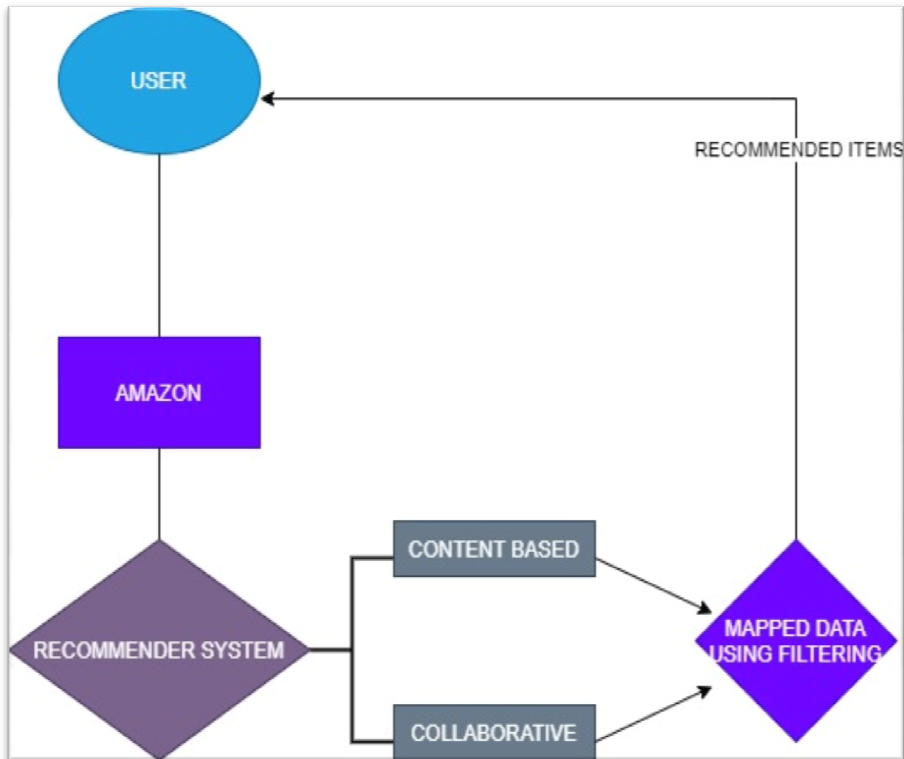 USER
RECOMMENDED ITEMS
AMAZON
CONTENT BASED
RECOMMENDER SYSTEM
MAPPED DATA
USING FILTERING
COLLABORATIVE